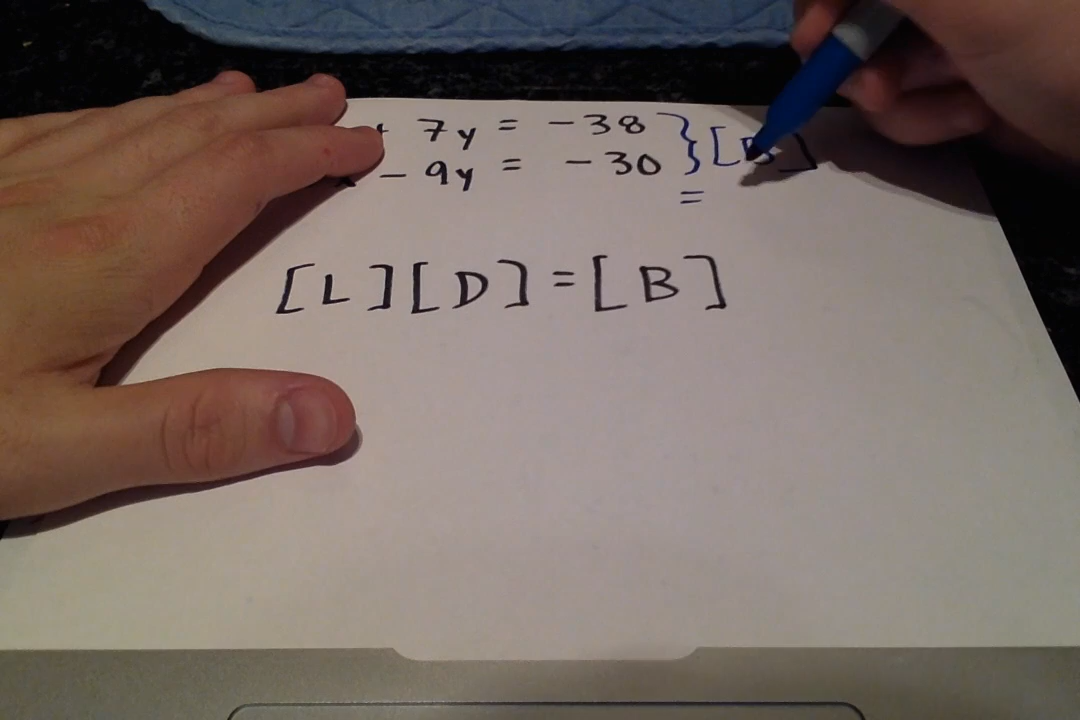 + 7y = -38 } [B]
x - 9y = -30
=
[L][D]=[B]